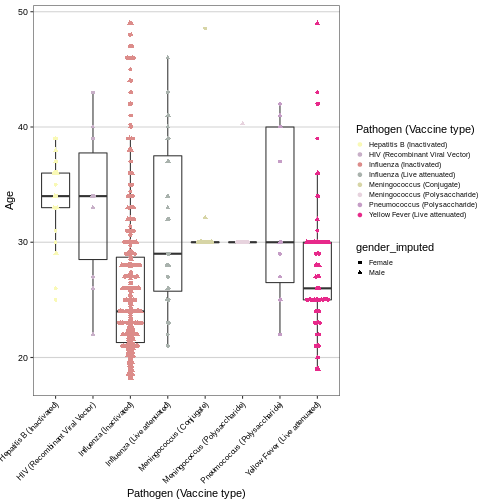 50
40
30
20
Age
Hepatitis B (Inactivated)
HIV (Recombinant Viral Vector)
Influenza (Inactivated)
Influenza (Live attenuated)
Meningococcus (Conjugate)
Meningococcus (Polysaccharide)
Pneumococcus (Polysaccharide)
Yellow Fever (Live attenuated)
Pathogen (Vaccine type)
Pathogen (Vaccine type)
Hepatitis B (Inactivated)
HIV (Recombinant Viral Vector)
Influenza (Inactivated)
Influenza (Live attenuated)
Meningococcus (Conjugate)
Meningococcus (Polysaccharide)
Pneumococcus (Polysaccharide)
Yellow Fever (Live attenuated)
gender_imputed
Female
Male